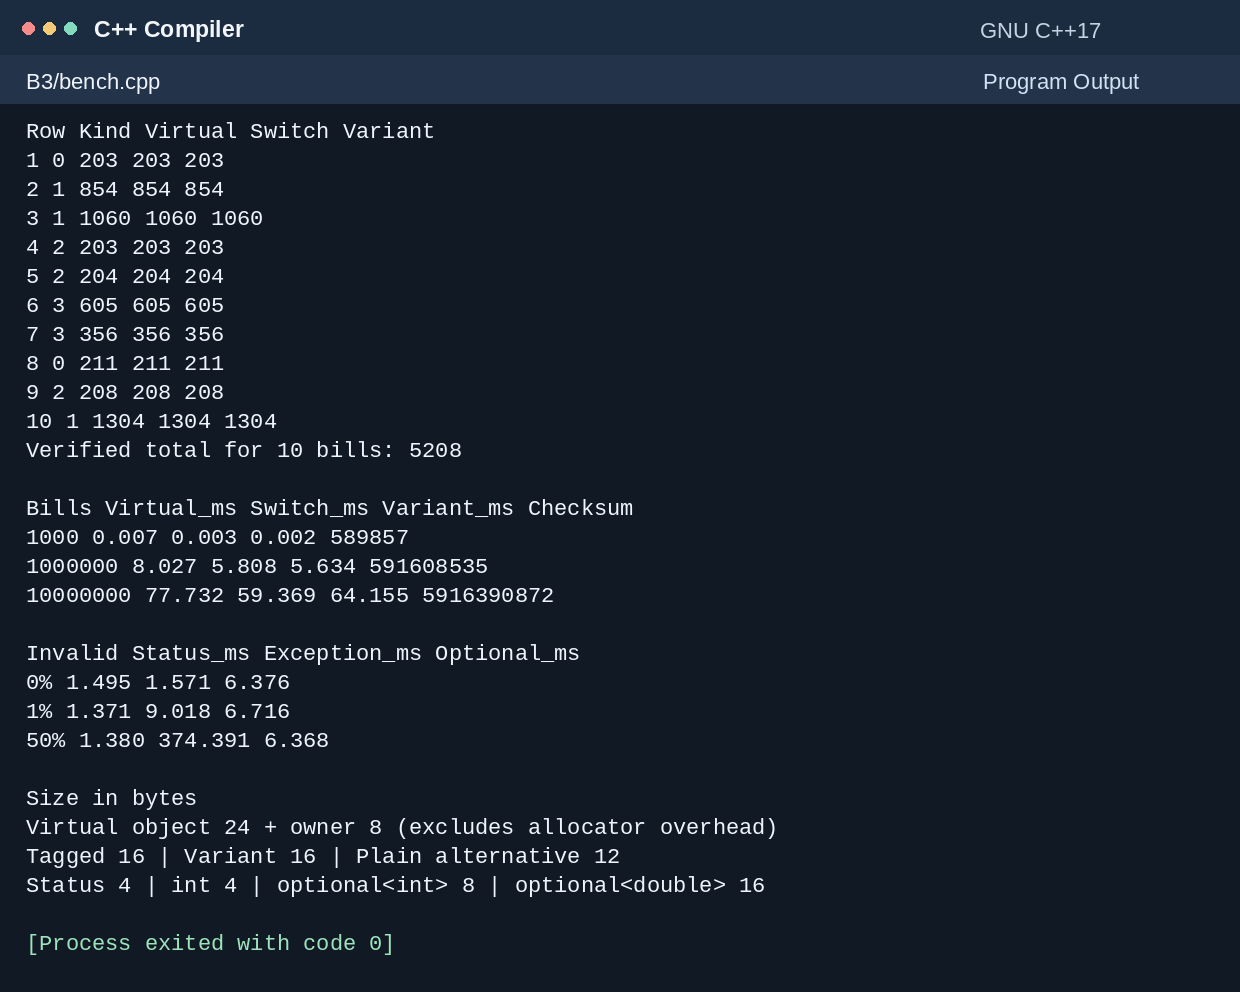 C++ Compiler
GNU C++17
B3/bench.cpp
Program Output
Row Kind Virtual Switch Variant
1 0 203 203 203
2 1 854 854 854
3 1 1060 1060 1060
4 2 203 203 203
5 2 204 204 204
6 3 605 605 605
7 3 356 356 356
8 0 211 211 211
9 2 208 208 208
10 1 1304 1304 1304
Verified total for 10 bills: 5208
Bills Virtual_ms Switch_ms Variant_ms Checksum
1000 0.007 0.003 0.002 589857
1000000 8.027 5.808 5.634 591608535
10000000 77.732 59.369 64.155 5916390872
Invalid Status_ms Exception_ms Optional_ms
0% 1.495 1.571 6.376
1% 1.371 9.018 6.716
50% 1.380 374.391 6.368
Size in bytes
Virtual object 24 + owner 8 (excludes allocator overhead)
Tagged 16 | Variant 16 | Plain alternative 12
Status 4 | int 4 | optional<int> 8 | optional<double> 16
[Process exited with code 0]